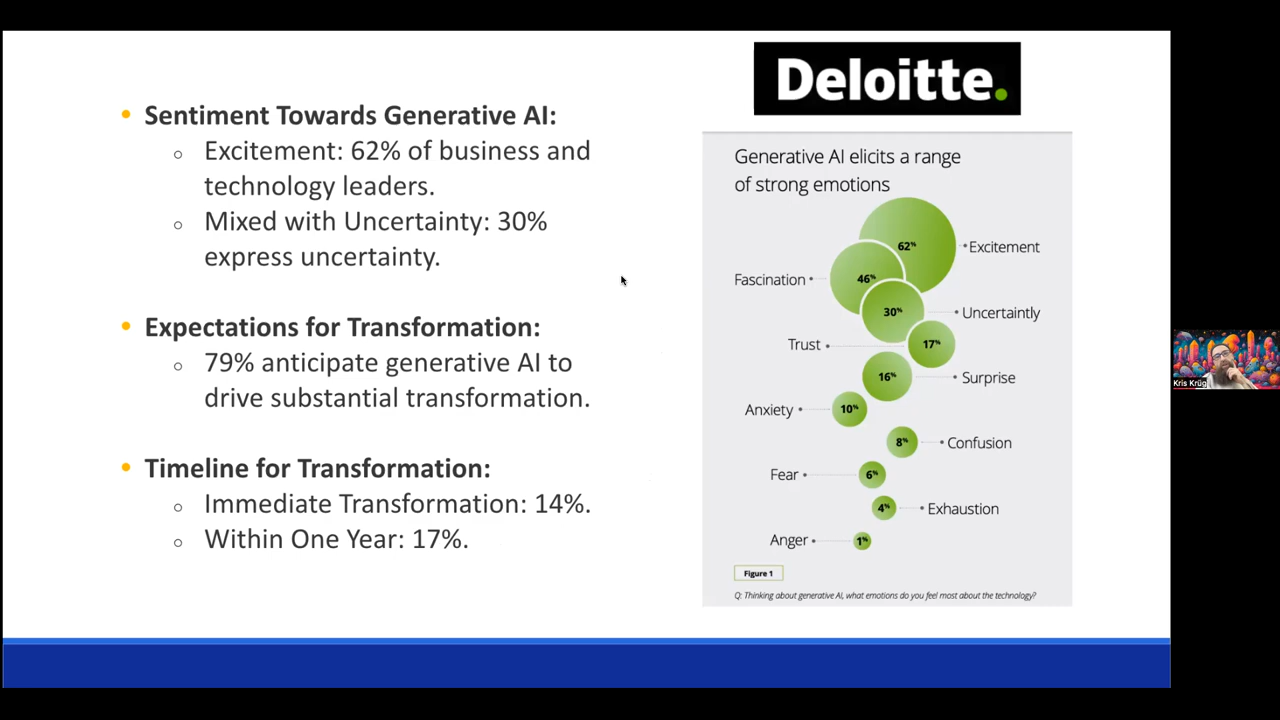 • Sentiment Towards Generative AI:
○ Excitement: 62% of business and
technology leaders.
○ Mixed with Uncertainty: 30%
express uncertainty.
• Expectations for Transformation:
○ 79% anticipate generative AI to
drive substantial transformation.
• Timeline for Transformation:
○ Immediate Transformation: 14%.
○ Within One Year: 17%.
Deloitte.
Generative AI elicits a range
of strong emotions
62% Excitement
Fascination 46%
30% Uncertaintly
Trust 17%
16% Surprise
Anxiety 10%
8% Confusion
Fear 6%
4% Exhaustion
Anger 1%
Figure 1
Q: Thinking about generative AI, what emotions do you feel most about the technology?
Kris Krüg